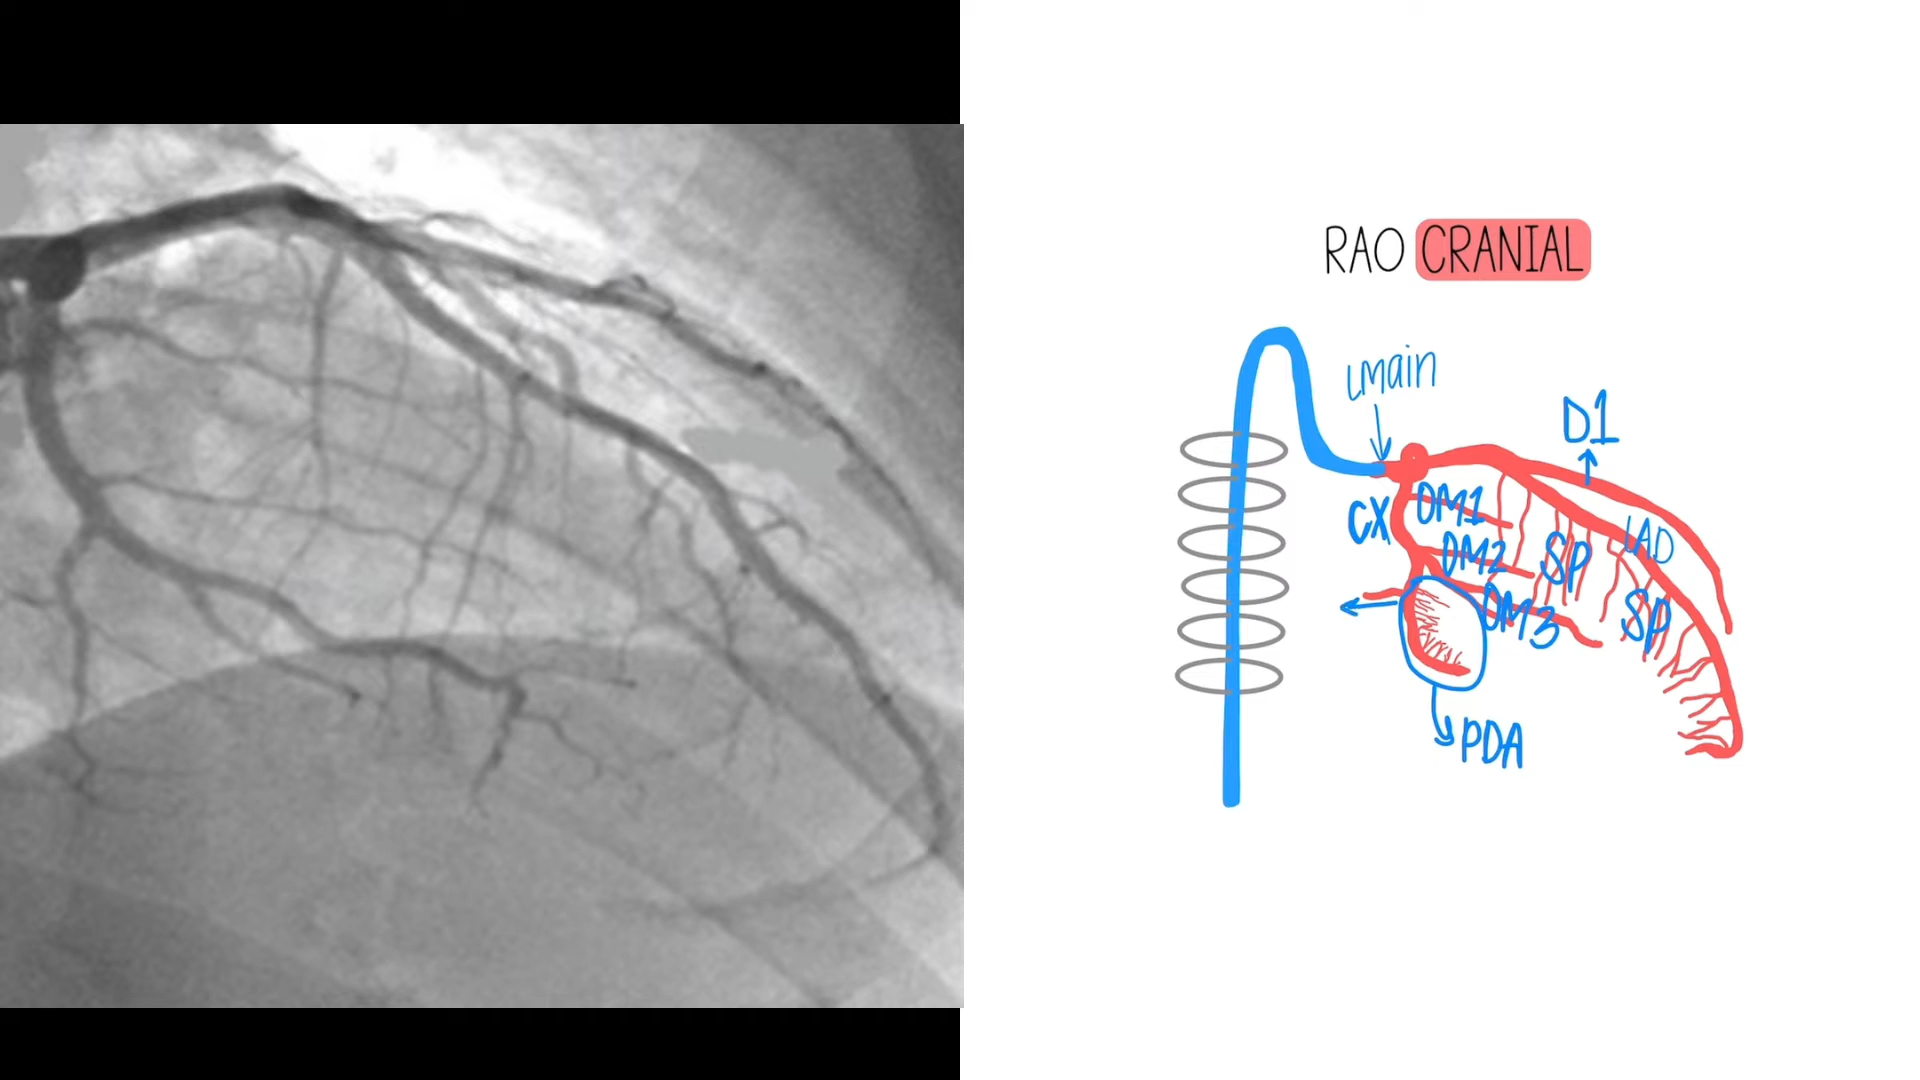 RAO CRANIAL
LMain
D1
CX
OM1
LAD
OM2
SP
OM3
SP
PDA